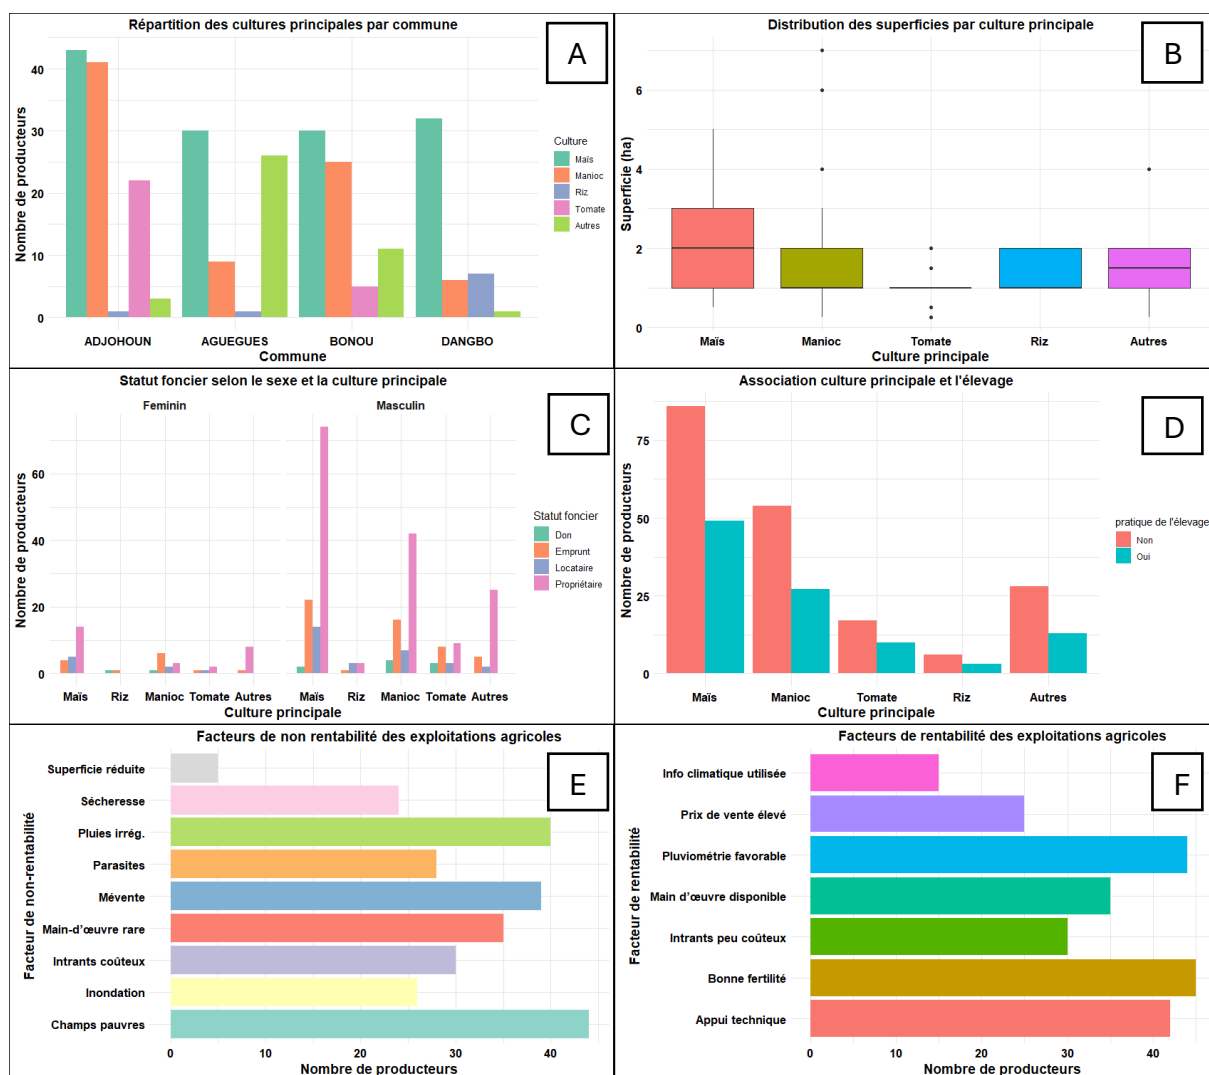 Répartition des cultures principales par commune
A
Nombre de producteurs
40
30
20
10
0
ADJOHOUN
AGUEGUES
BONOU
DANGBO
Commune
Culture
Maïs
Manioc
Riz
Tomate
Autres
Distribution des superficies par culture principale
B
Superficie (ha)
6
4
2
0
Maïs
Manioc
Tomate
Riz
Autres
Culture principale
Statut foncier selon le sexe et la culture principale
C
Feminin
Masculin
Nombre de producteurs
60
40
20
0
Maïs
Riz
Manioc
Tomate
Autres
Maïs
Riz
Manioc
Tomate
Autres
Culture principale
Statut foncier
Don
Emprunt
Locataire
Propriétaire
Association culture principale et l'élevage
D
Nombre de producteurs
75
50
25
0
Maïs
Manioc
Tomate
Riz
Autres
Culture principale
pratique de l'élevage
Non
Oui
Facteurs de non rentabilité des exploitations agricoles
E
Facteur de non-rentabilité
Superficie réduite
Sécheresse
Pluies irrég.
Parasites
Mévente
Main-d'œuvre rare
Intrants coûteux
Inondation
Champs pauvres
0
10
20
30
40
Nombre de producteurs
Facteurs de rentabilité des exploitations agricoles
F
Facteur de rentabilité
Info climatique utilisée
Prix de vente élevé
Pluviométrie favorable
Main d'œuvre disponible
Intrants peu coûteux
Bonne fertilité
Appui technique
0
10
20
30
40
Nombre de producteurs